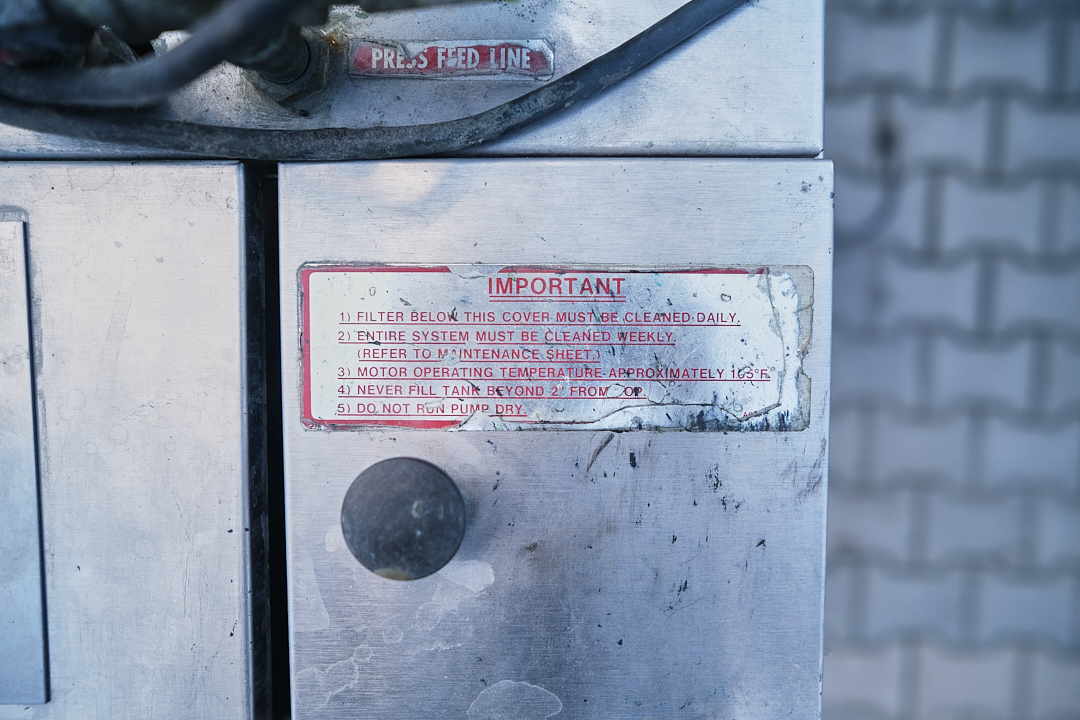 PRESS FEED LINE
IMPORTANT
1) FILTER BELOW THIS COVER MUST BE CLEANED DAILY.
2) ENTIRE SYSTEM MUST BE CLEANED WEEKLY.
(REFER TO MAINTENANCE SHEET.)
3) MOTOR OPERATING TEMPERATURE APPROXIMATELY
4) NEVER FILL TANK BEYOND 2" FROM
5) DO NOT RUN PUMP DRY.